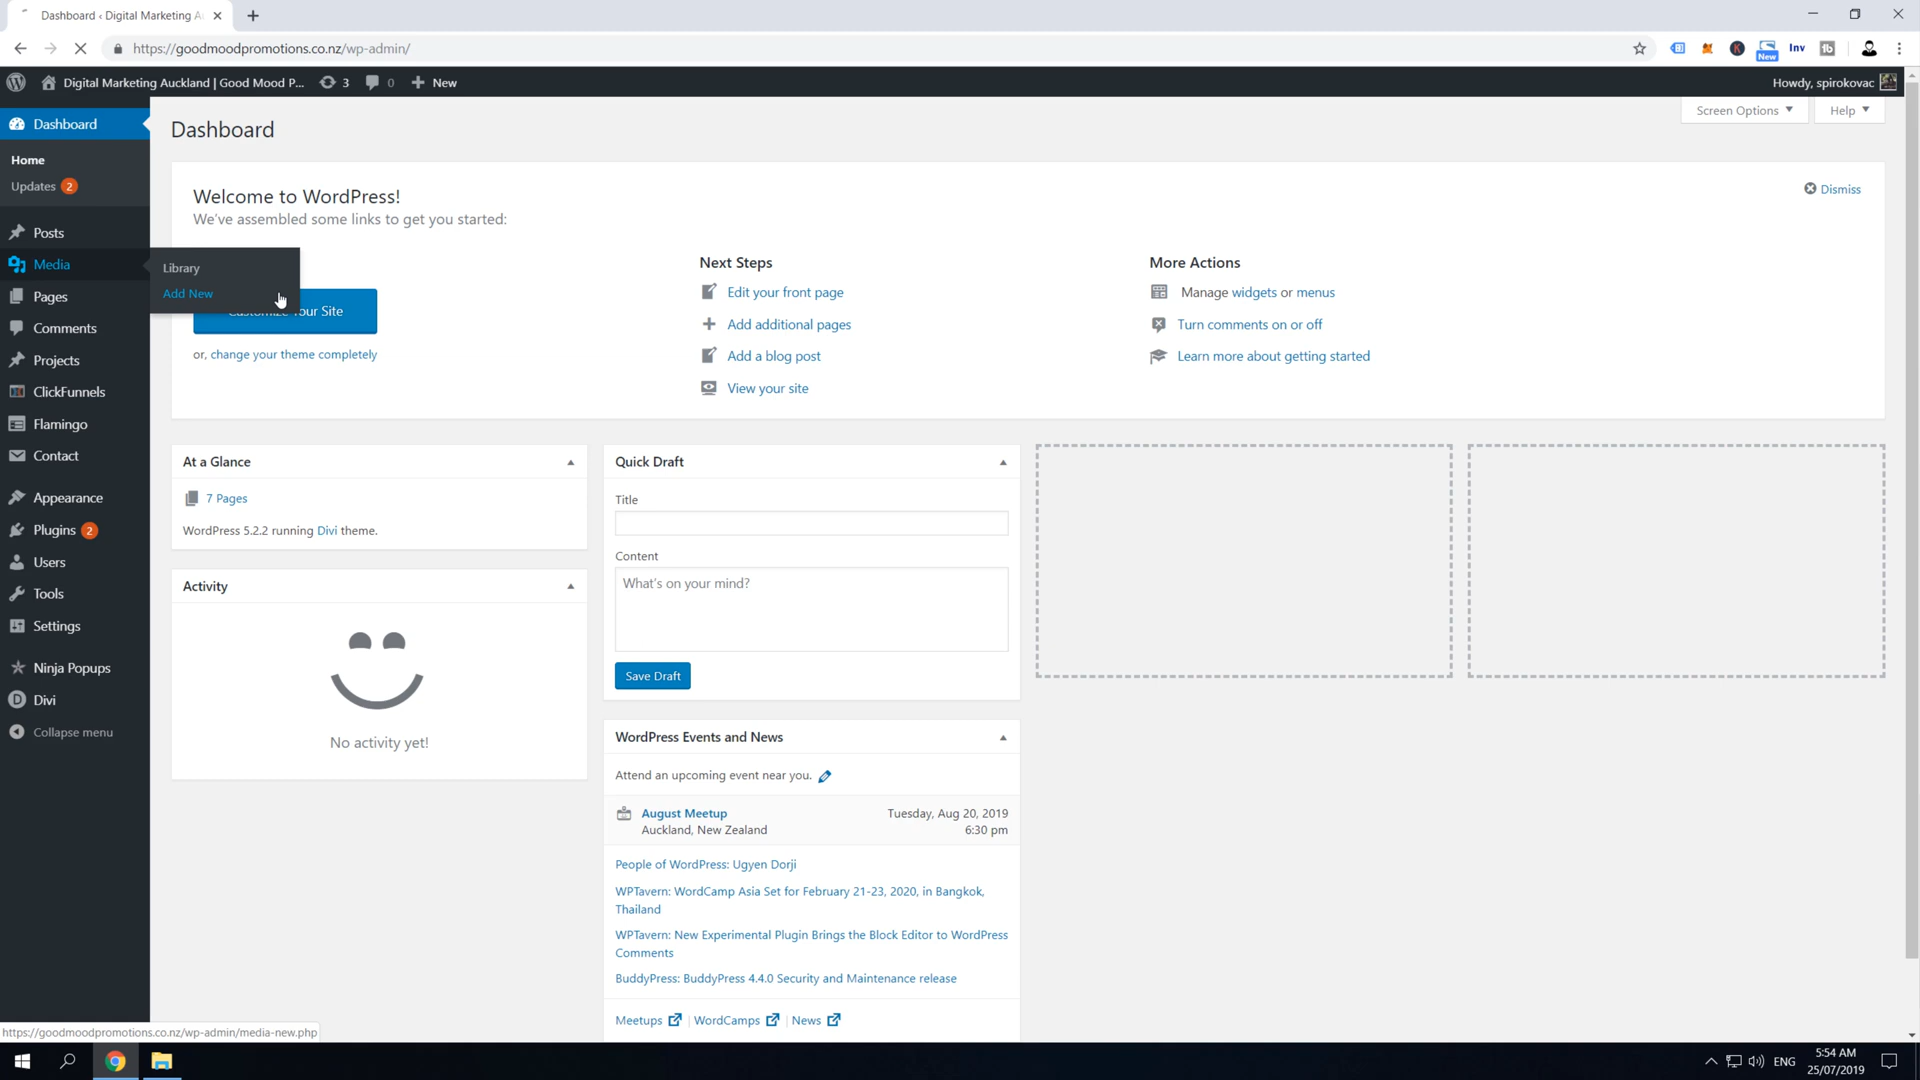 Dashboard ‹ Digital Marketing A
https://goodmoodpromotions.co.nz/wp-admin/
New
Inv
Digital Marketing Auckland | Good Mood P...
3
0
New
Howdy, spirokovac
Dashboard
Home
Updates 2
Posts
Media
Library
Add New
Pages
Comments
Projects
ClickFunnels
Flamingo
Contact
Appearance
Plugins 2
Users
Tools
Settings
Ninja Popups
Divi
Collapse menu
Dashboard
Screen Options
Help
Welcome to WordPress!
We've assembled some links to get you started:
Dismiss
Customize Your Site
or, change your theme completely
Next Steps
Edit your front page
Add additional pages
Add a blog post
View your site
More Actions
Manage widgets or menus
Turn comments on or off
Learn more about getting started
At a Glance
7 Pages
WordPress 5.2.2 running Divi theme.
Activity
No activity yet!
Quick Draft
Title
Content
What's on your mind?
Save Draft
WordPress Events and News
Attend an upcoming event near you.
August Meetup
Auckland, New Zealand
Tuesday, Aug 20, 2019
6:30 pm
People of WordPress: Ugyen Dorji
WPTavern: WordCamp Asia Set for February 21-23, 2020, in Bangkok,
Thailand
WPTavern: New Experimental Plugin Brings the Block Editor to WordPress
Comments
BuddyPress: BuddyPress 4.4.0 Security and Maintenance release
Meetups | WordCamps | News
https://goodmoodpromotions.co.nz/wp-admin/media-new.php
ENG
5:54 AM
25/07/2019